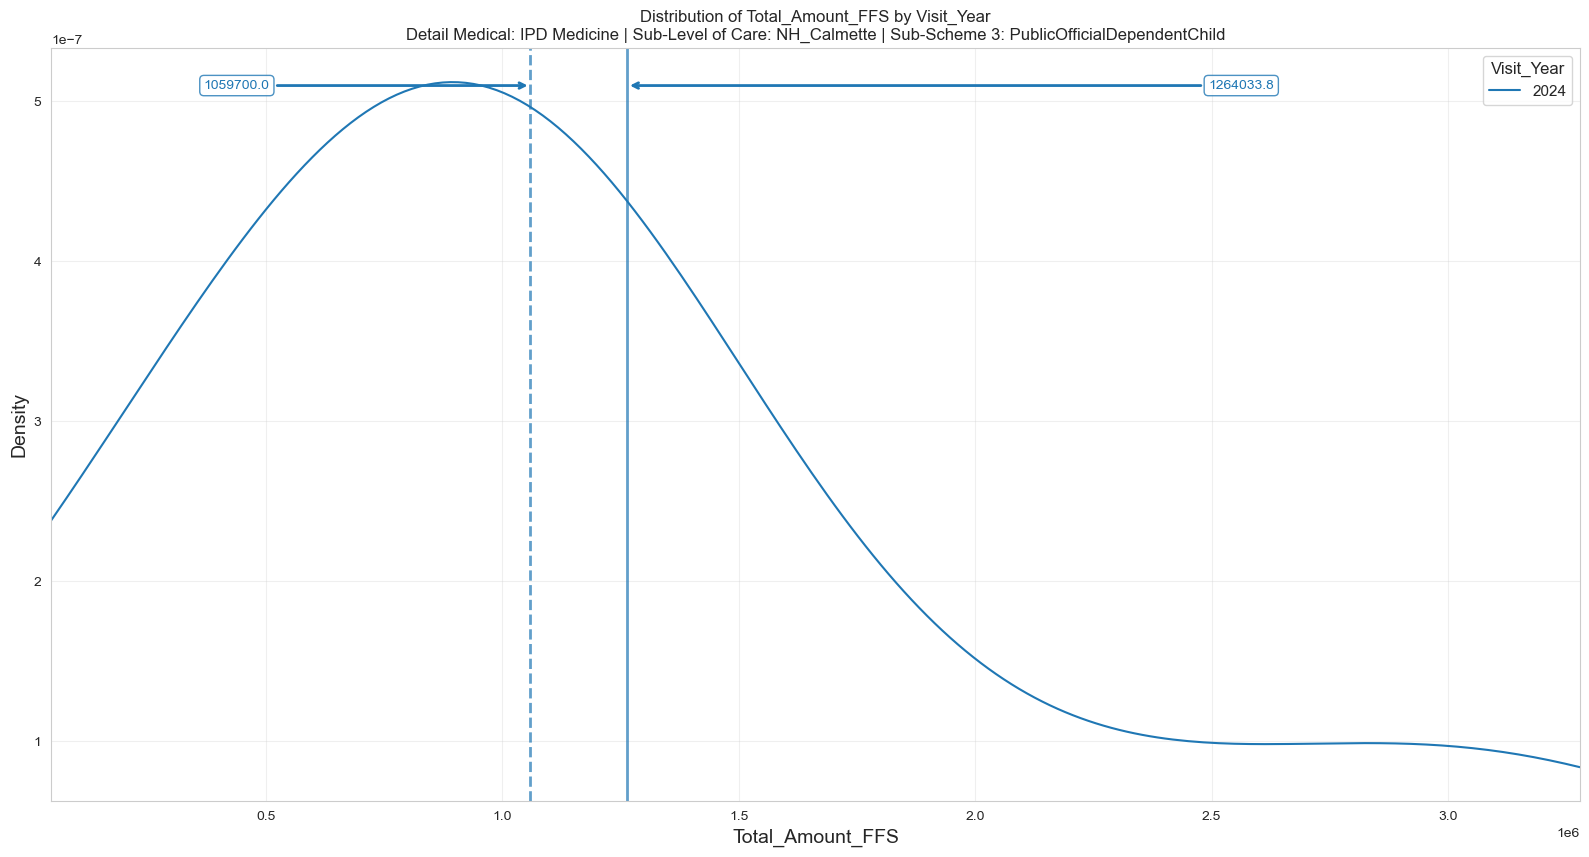 Distribution of Total_Amount_FFS by Visit_Year
Detail Medical: IPD Medicine | Sub-Level of Care: NH_Calmette | Sub-Scheme 3: PublicOfficialDependentChild
1e−7
1059700.0
1264033.8
Visit_Year
2024
5
4
3
2
1
Density
0.5
1.0
1.5
2.0
2.5
3.0
1e6
Total_Amount_FFS